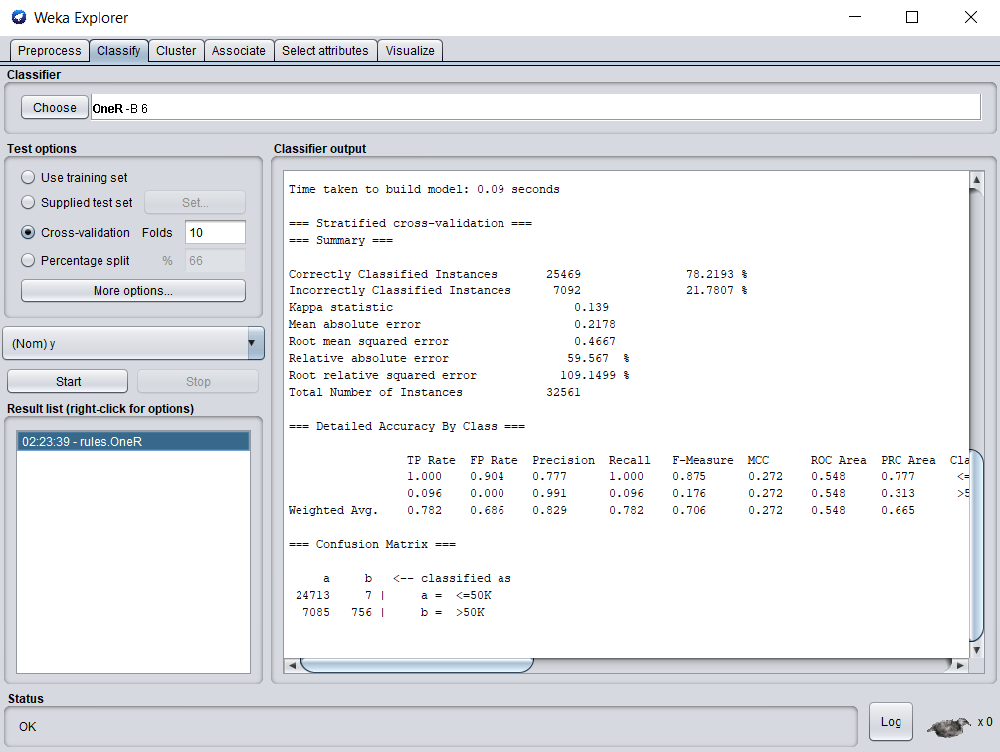 Weka Explorer
Preprocess Classify Cluster Associate Select attributes Visualize
Classifier
Choose OneR -B 6
Test options
Use training set
Supplied test set Set...
Cross-validation Folds 10
Percentage split % 66
More options...
(Nom) y
Start Stop
Result list (right-click for options)
02:23:39 - rules.OneR
Classifier output
Time taken to build model: 0.09 seconds
=== Stratified cross-validation ===
=== Summary ===
Correctly Classified Instances 25469 78.2193 %
Incorrectly Classified Instances 7092 21.7807 %
Kappa statistic 0.139
Mean absolute error 0.2178
Root mean squared error 0.4667
Relative absolute error 59.567 %
Root relative squared error 109.1499 %
Total Number of Instances 32561
=== Detailed Accuracy By Class ===
TP Rate FP Rate Precision Recall F-Measure MCC ROC Area PRC Area Cla
1.000 0.904 0.777 1.000 0.875 0.272 0.548 0.777 <=
0.096 0.000 0.991 0.096 0.176 0.272 0.548 0.313 >5
Weighted Avg. 0.782 0.686 0.829 0.782 0.706 0.272 0.548 0.665
=== Confusion Matrix ===
a b <-- classified as
24713 7 | a = <=50K
7085 756 | b = >50K
Status
OK
Log
x 0